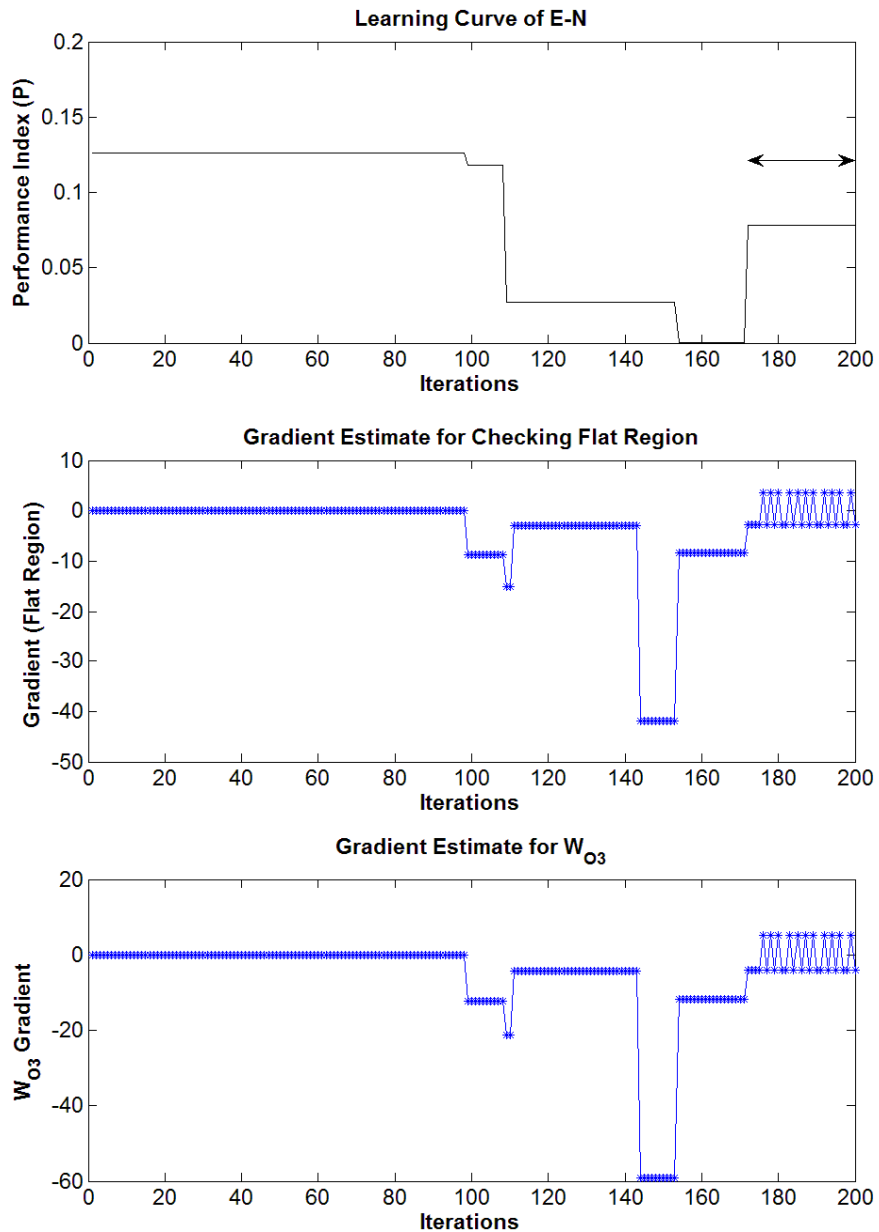 Learning Curve of E-N
Performance Index (P)
0.2
0.15
0.1
0.05
0
0 20 40 60 80 100 120 140 160 180 200
Iterations
Gradient Estimate for Checking Flat Region
Gradient (Flat Region)
10
0
-10
-20
-30
-40
-50
0 20 40 60 80 100 120 140 160 180 200
Iterations
Gradient Estimate for WO3
WO3 Gradient
20
0
-20
-40
-60
0 20 40 60 80 100 120 140 160 180 200
Iterations